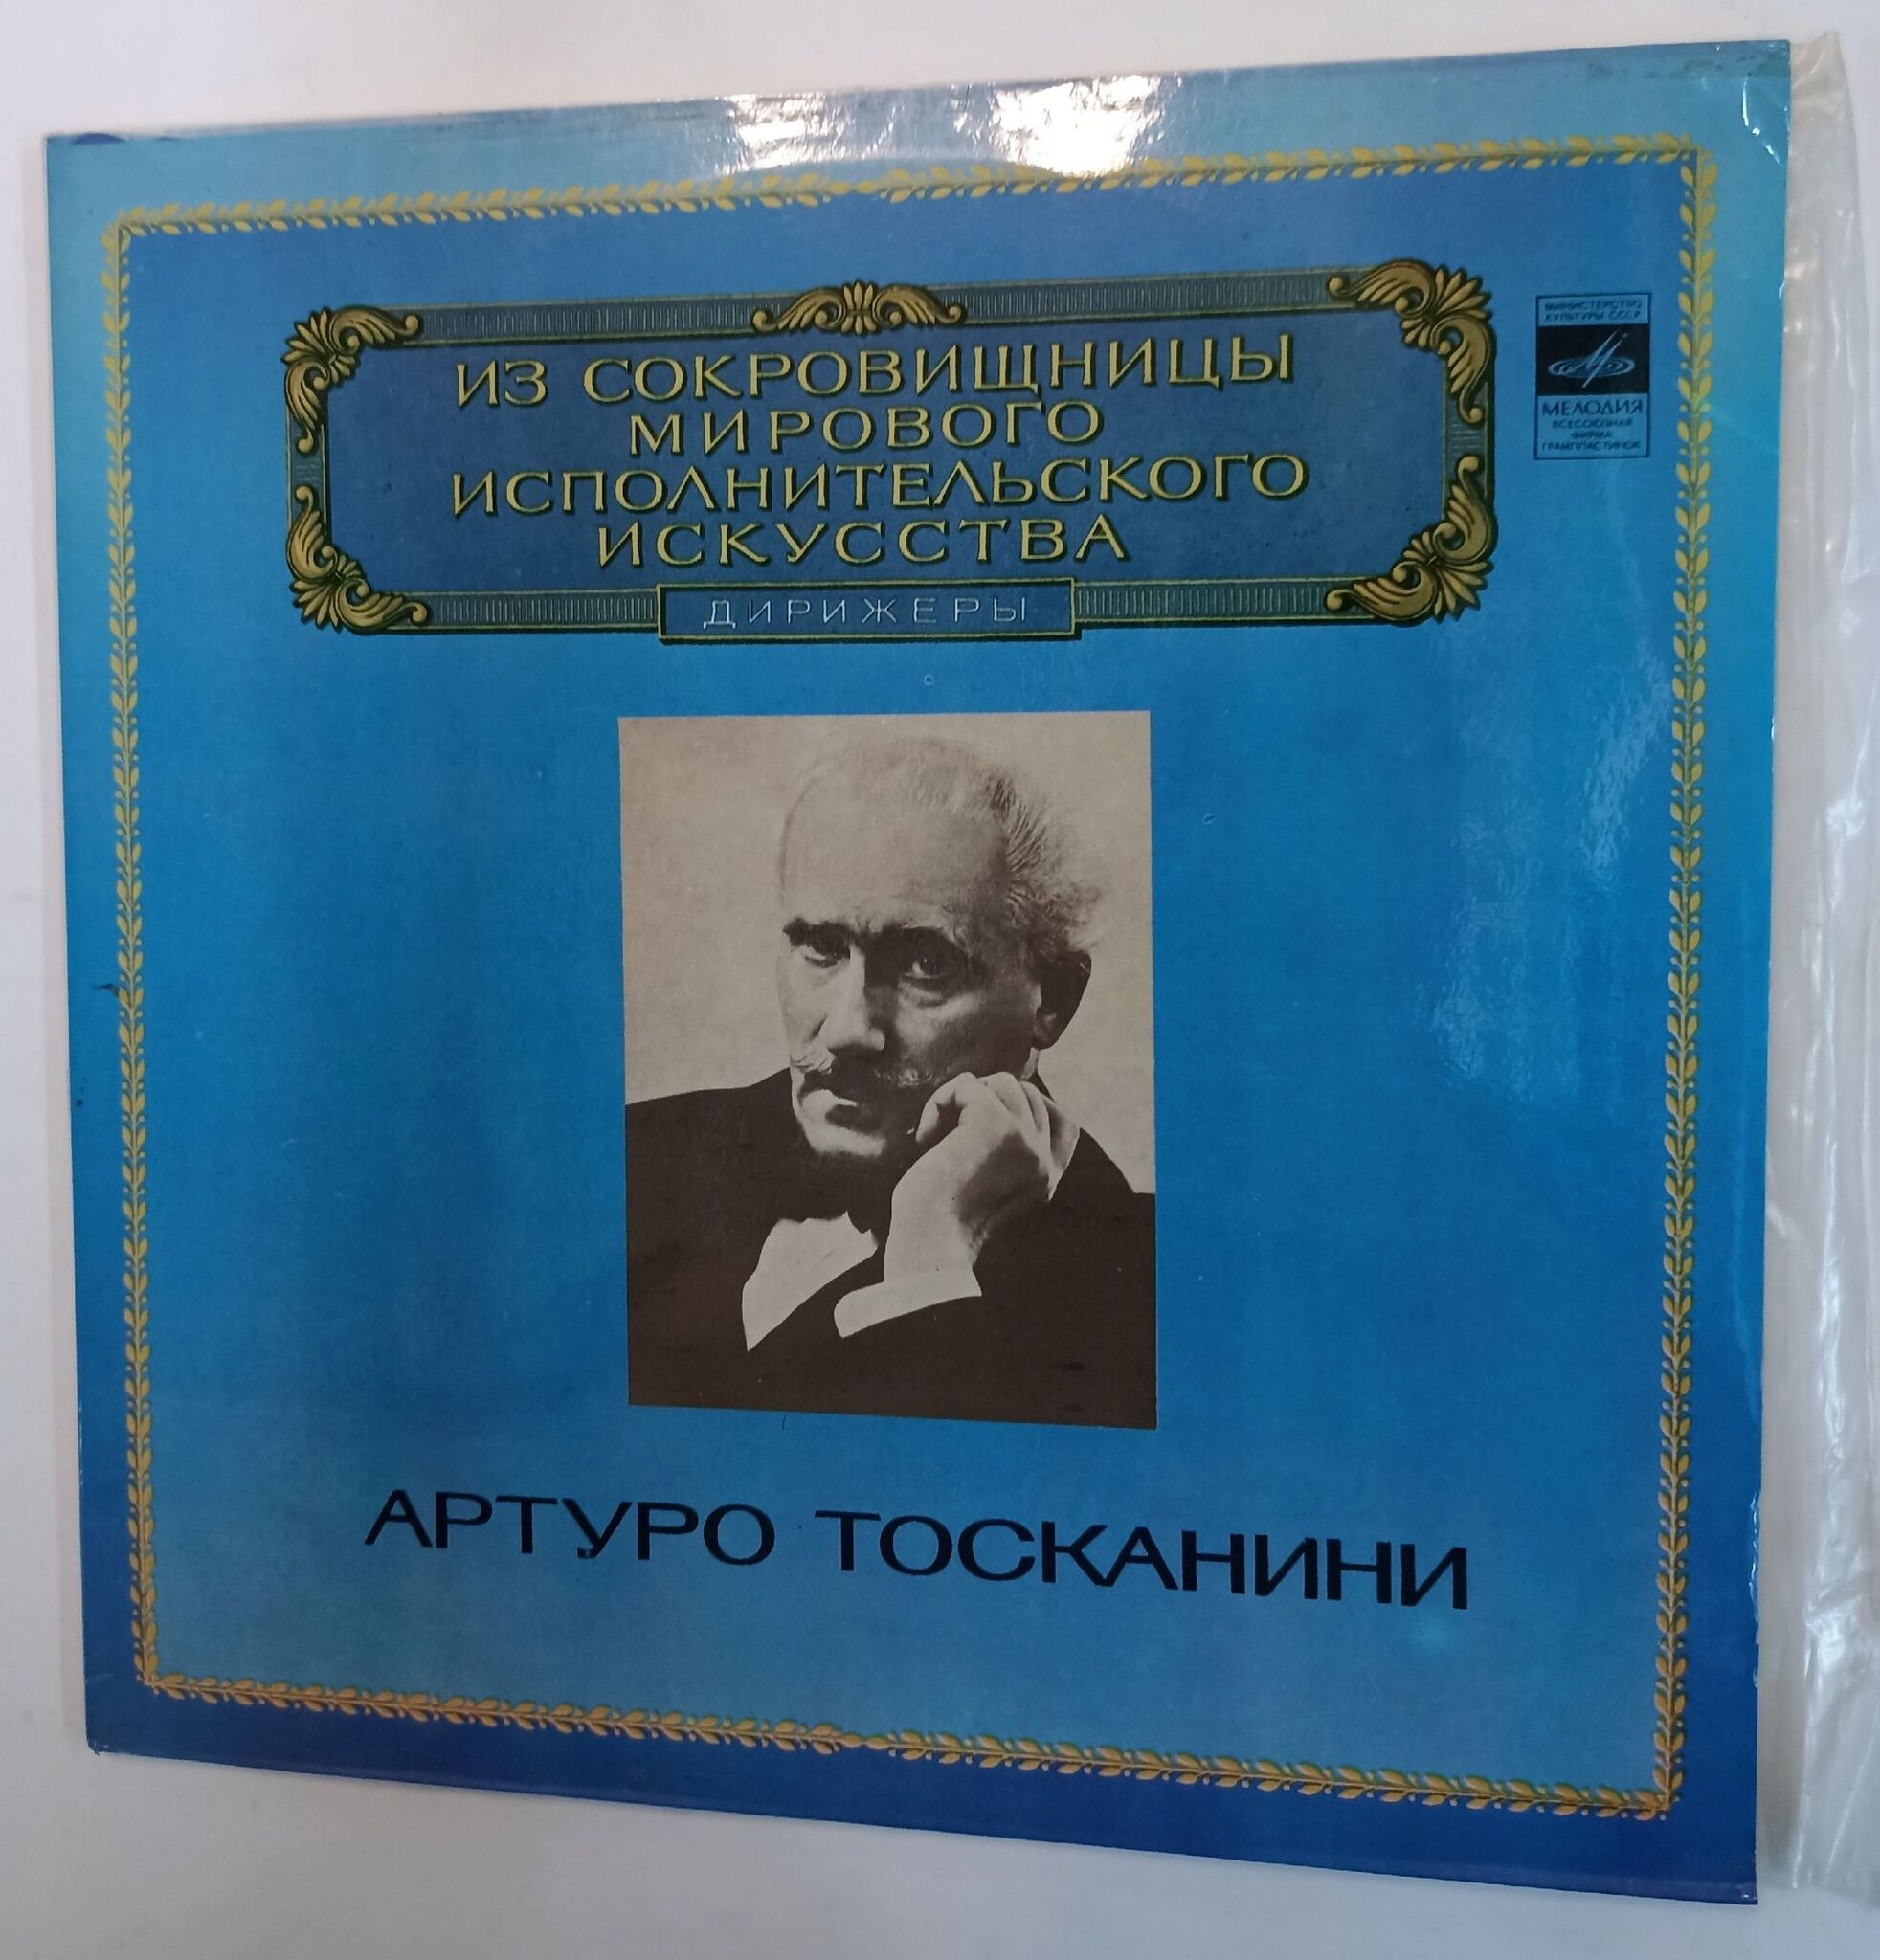 ИЗ СОКРОВИЩНИЦЫ
МИРОВОГО
ИСПОЛНИТЕЛЬСКОГО
ИСКУССТВА
ДИРИЖЕРЫ
МИНИСТЕРСТВО
КУЛЬТУРЫ СССР
МЕЛОДИЯ
ВСЕСОЮЗНАЯ
ФИРМА
ГРАМПЛАСТИНОК
АРТУРО ТОСКАНИНИ